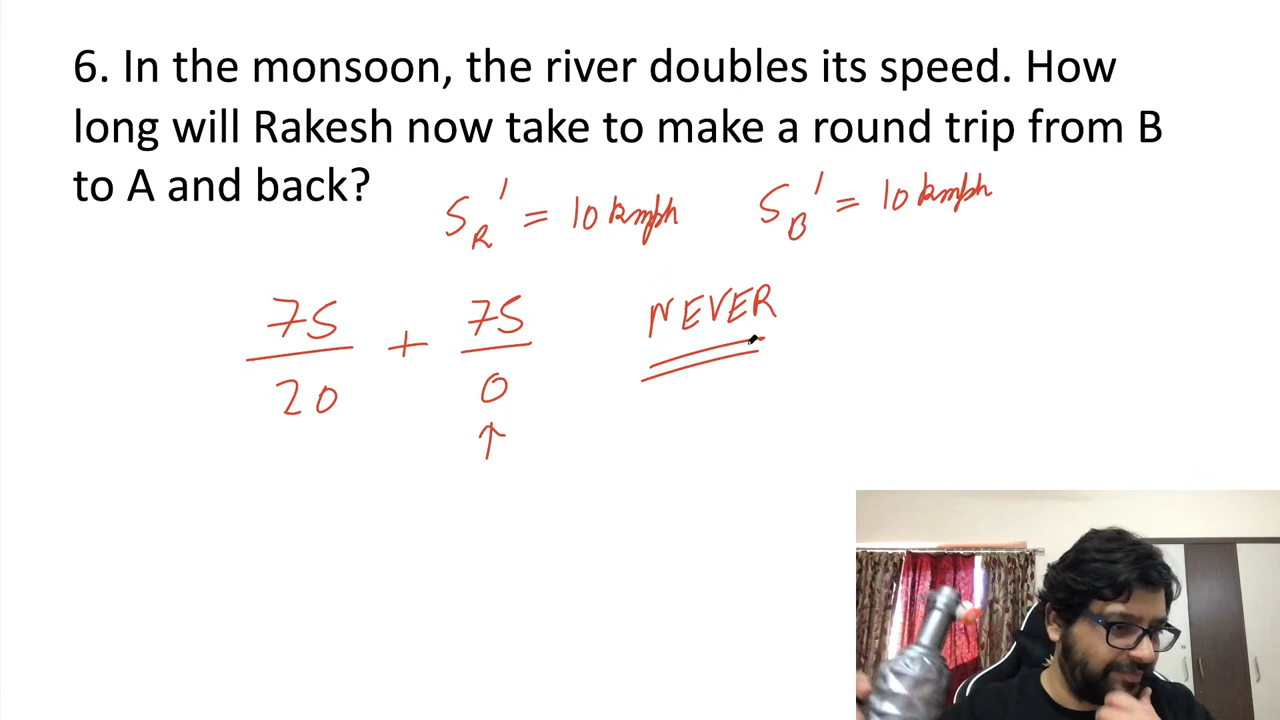 6. In the monsoon, the river doubles its speed. How
long will Rakesh now take to make a round trip from B
to A and back?
S_R' = 10 kmph S_B' = 10 kmph
75/20 + 75/0 NEVER
↑